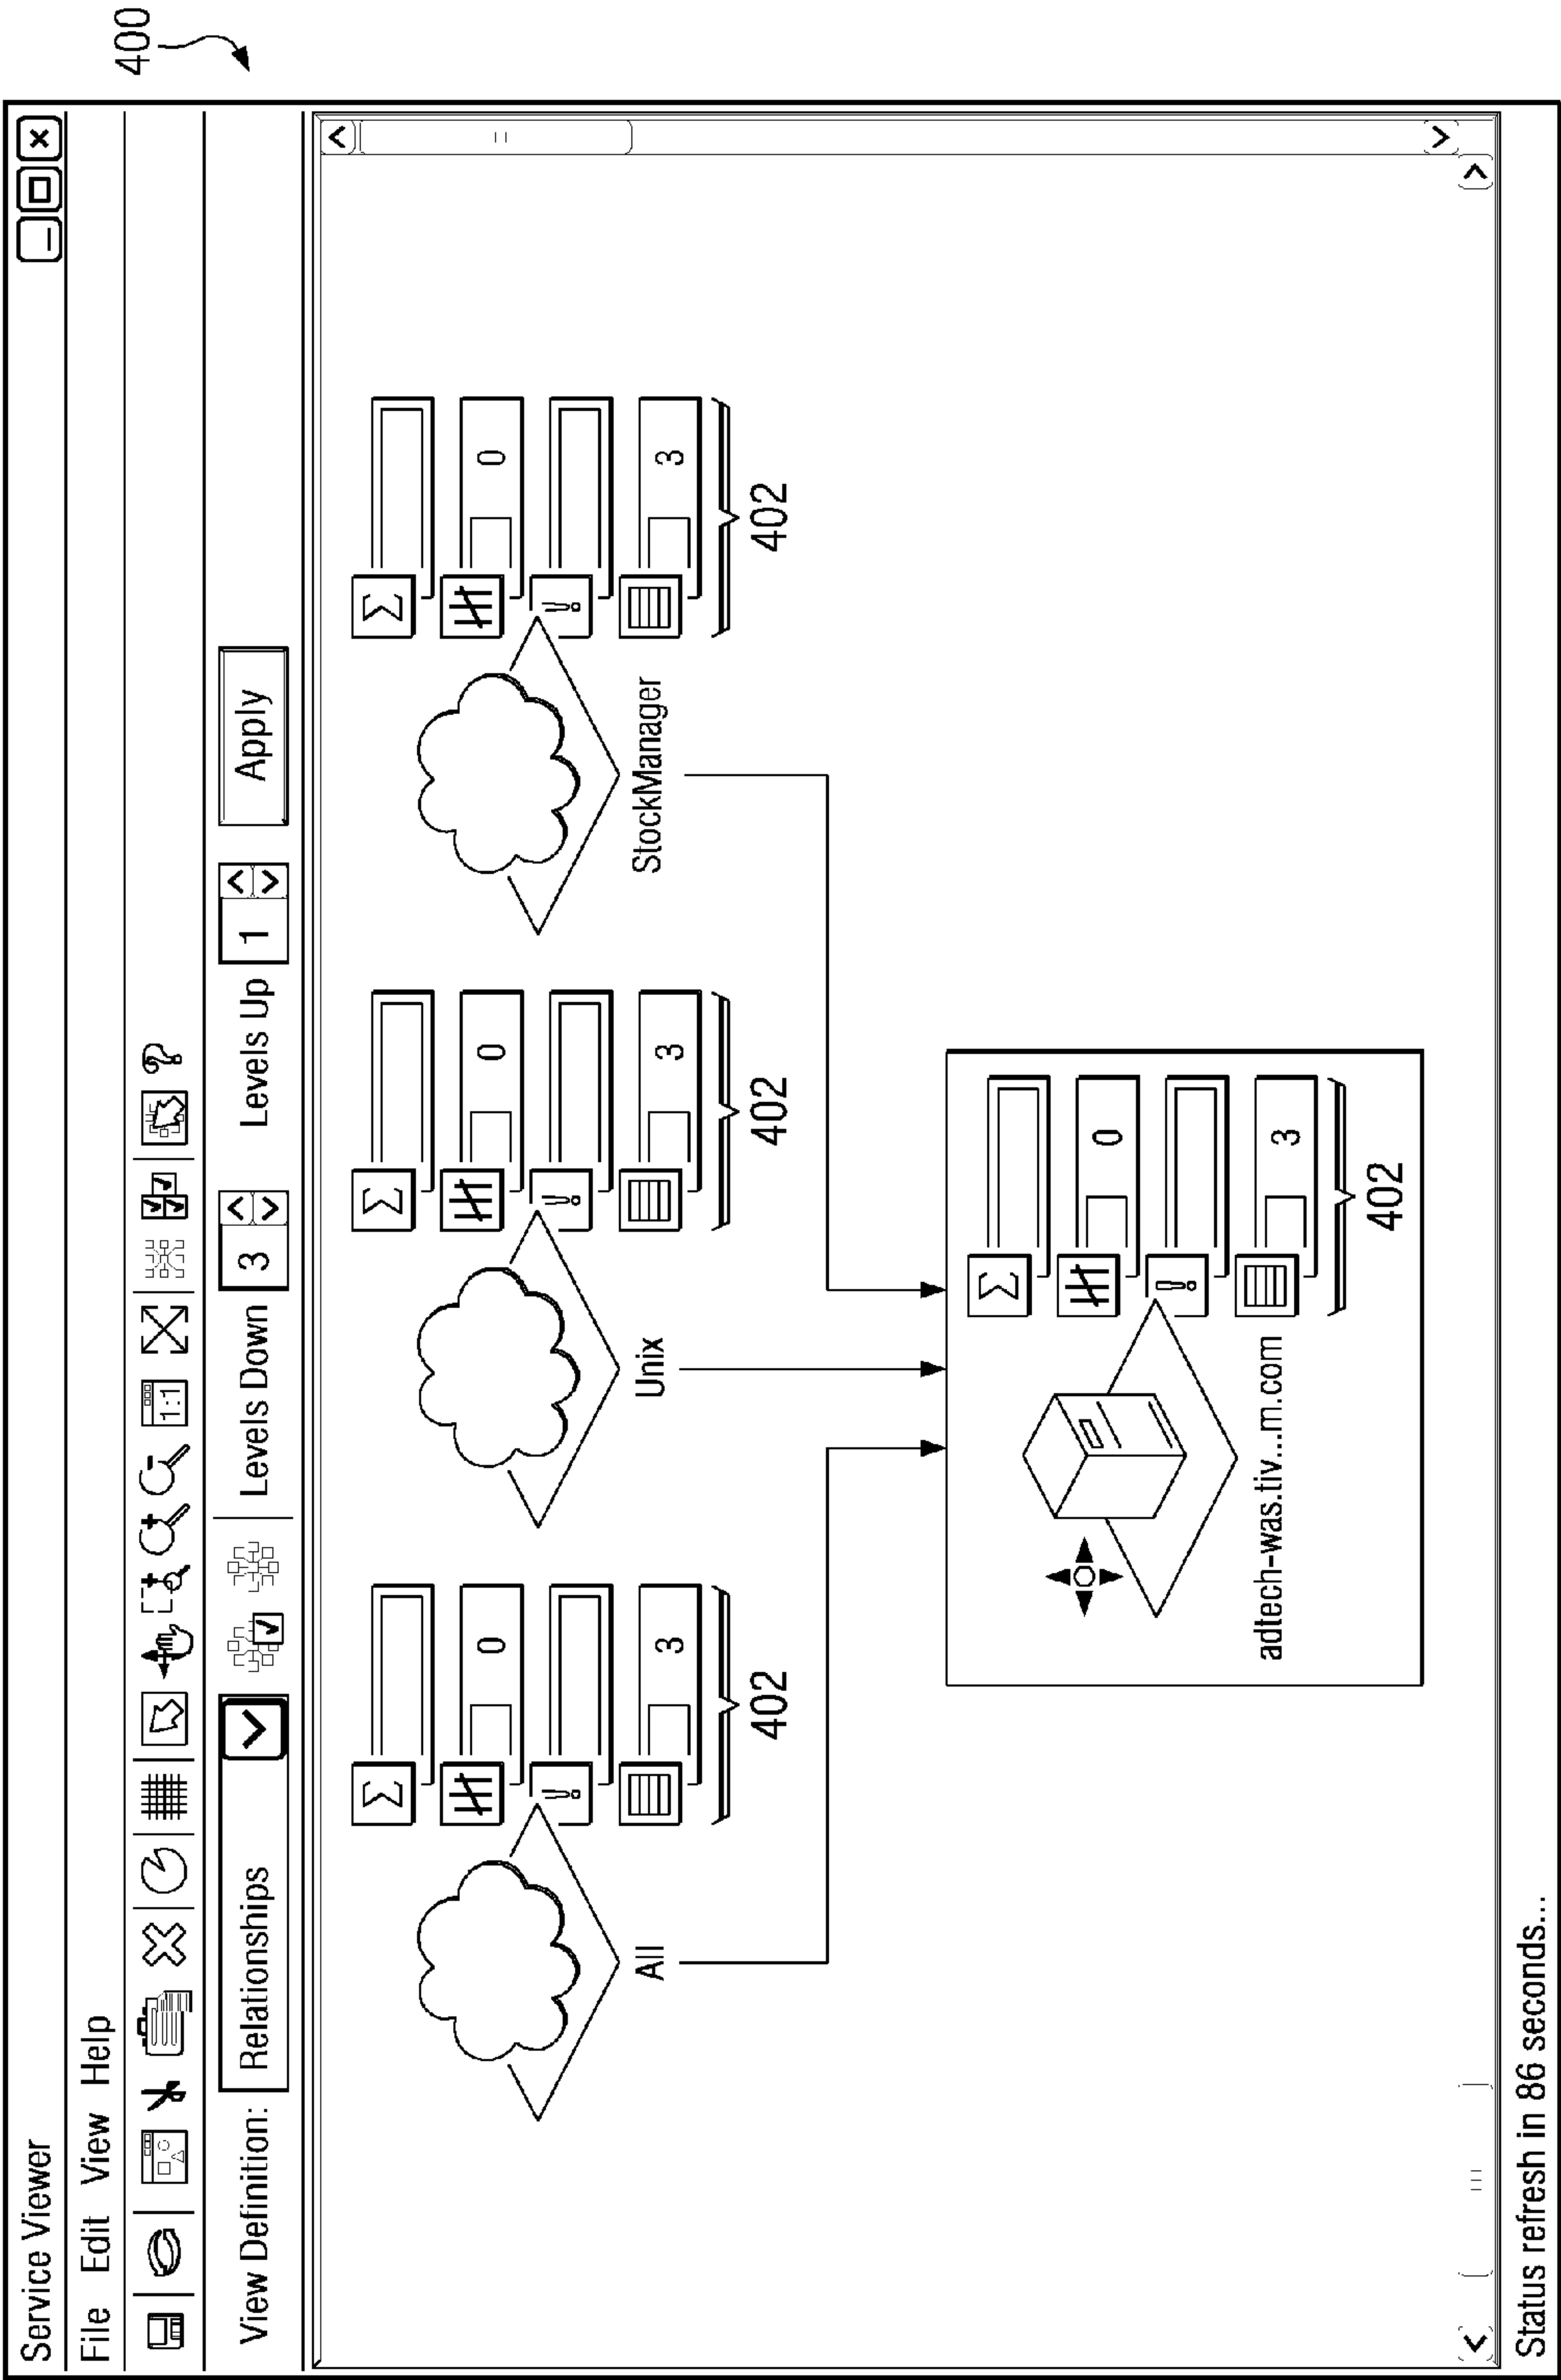 400
Service Viewer
File Edit View Help
1:1 ?
View Definition: Relationships Levels Down 3 Levels Up 1 Apply
Σ Σ Σ
0 0 0
! ! !
3 3 3
402 402 402
All Unix StockManager
Σ
0
!
3
adtech-was.tiv...m.com
402
Status refresh in 86 seconds...